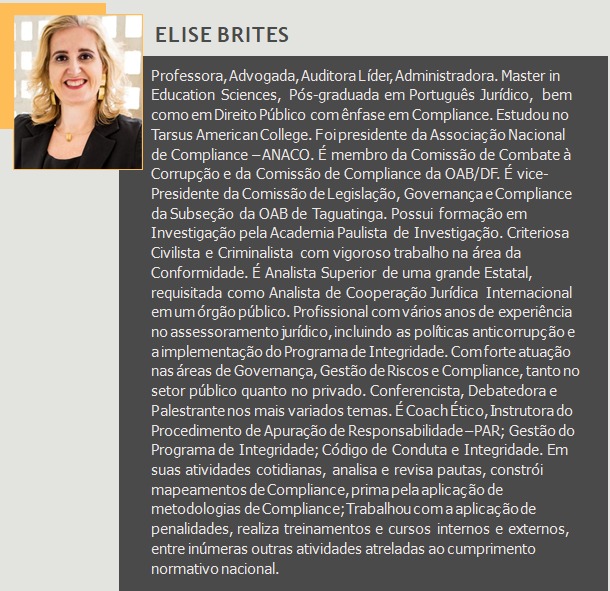 ELISE BRITES
Professora, Advogada, Auditora Líder, Administradora. Master in
Education Sciences, Pós-graduada em Português Jurídico, bem
como em Direito Público com ênfase em Compliance. Estudou no
Tarsus American College. Foi presidente da Associação Nacional
de Compliance – ANACO. É membro da Comissão de Combate à
Corrupção e da Comissão de Compliance da OAB/DF. É vice-
Presidente da Comissão de Legislação, Governança e Compliance
da Subseção da OAB de Taguatinga. Possui formação em
Investigação pela Academia Paulista de Investigação. Criteriosa
Civilista e Criminalista com vigoroso trabalho na área da
Conformidade. É Analista Superior de uma grande Estatal,
requisitada como Analista de Cooperação Jurídica Internacional
em um órgão público. Profissional com vários anos de experiência
no assessoramento jurídico, incluindo as políticas anticorrupção e
a implementação do Programa de Integridade. Com forte atuação
nas áreas de Governança, Gestão de Riscos e Compliance, tanto no
setor público quanto no privado. Conferencista, Debatedora e
Palestrante nos mais variados temas. É Coach Ético, Instrutora do
Procedimento de Apuração de Responsabilidade –PAR; Gestão do
Programa de Integridade; Código de Conduta e Integridade. Em
suas atividades cotidianas, analisa e revisa pautas, constrói
mapeamentos de Compliance, prima pela aplicação de
metodologias de Compliance; Trabalhou com a aplicação de
penalidades, realiza treinamentos e cursos internos e externos,
entre inúmeras outras atividades atreladas ao cumprimento
normativo nacional.